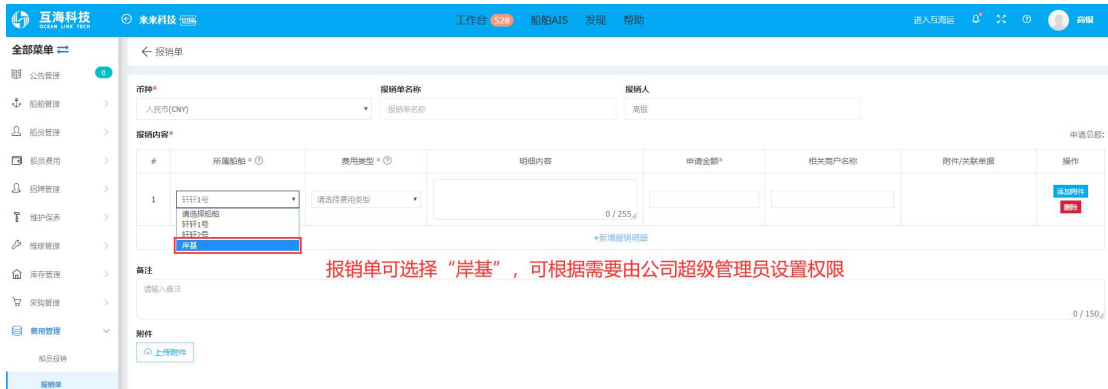 互海科技
OCEAN LINK TECH
来来科技 切换
工作台 528 船舶AIS 发现 帮助
进入互海运
高根
全部菜单
公告管理 0
船舶管理
船员管理
船员费用
招聘管理
维护保养
维修管理
库存管理
采购管理
费用管理
船员报销
报销单
报销单
币种* 报销单名称 报销人
人民币(CNY) 报销单名称 高根
报销内容* 申请总额:
# 所属船舶 * 费用类型 * 明细内容 申请金额* 相关商户名称 附件/关联单据 操作
1 轩轩1号 请选择费用类型 0 / 255 添加附件
删除
请选择船舶
轩轩1号
轩轩2号
岸基
+新增报销明细
报销单可选择“岸基”，可根据需要由公司超级管理员设置权限
备注
请输入备注
0 / 150
附件
上传附件